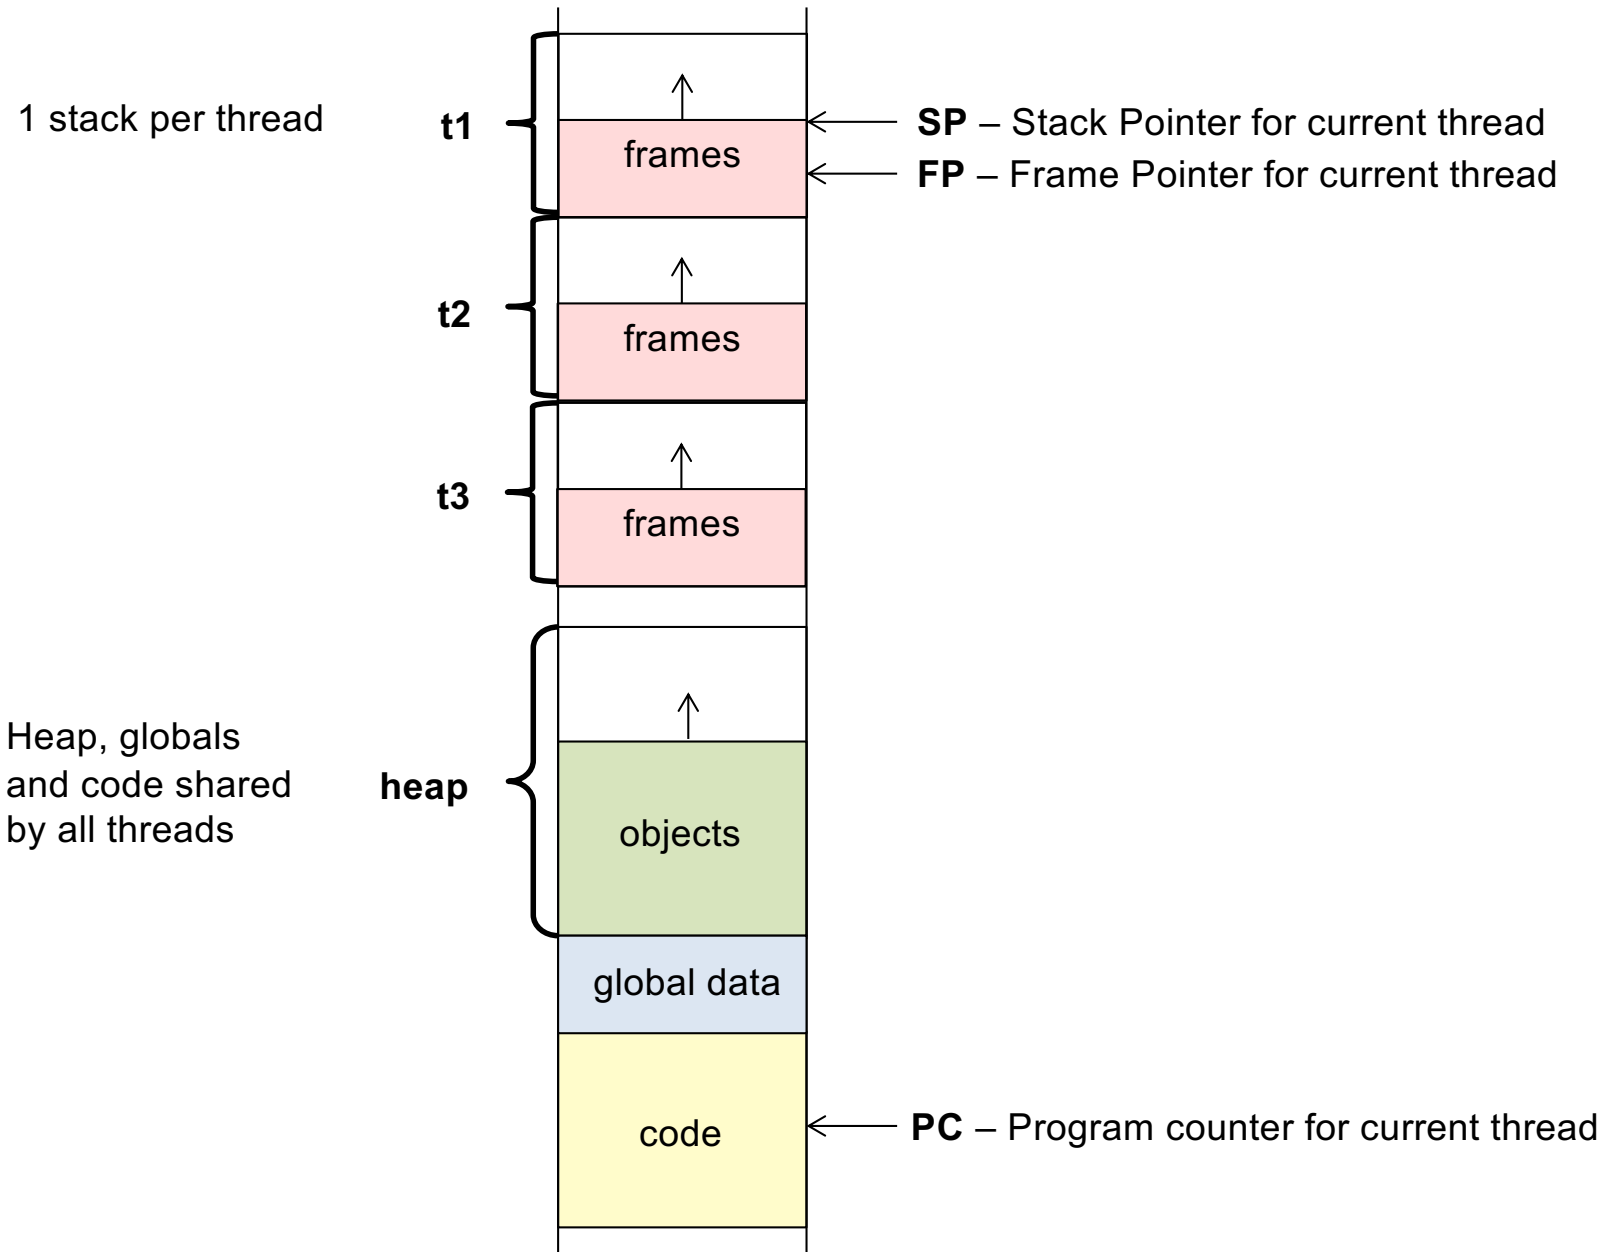 1 stack per thread
t1
frames
SP – Stack Pointer for current thread
FP – Frame Pointer for current thread
t2
frames
t3
frames
Heap, globals
and code shared
by all threads
heap
objects
global data
code
PC – Program counter for current thread